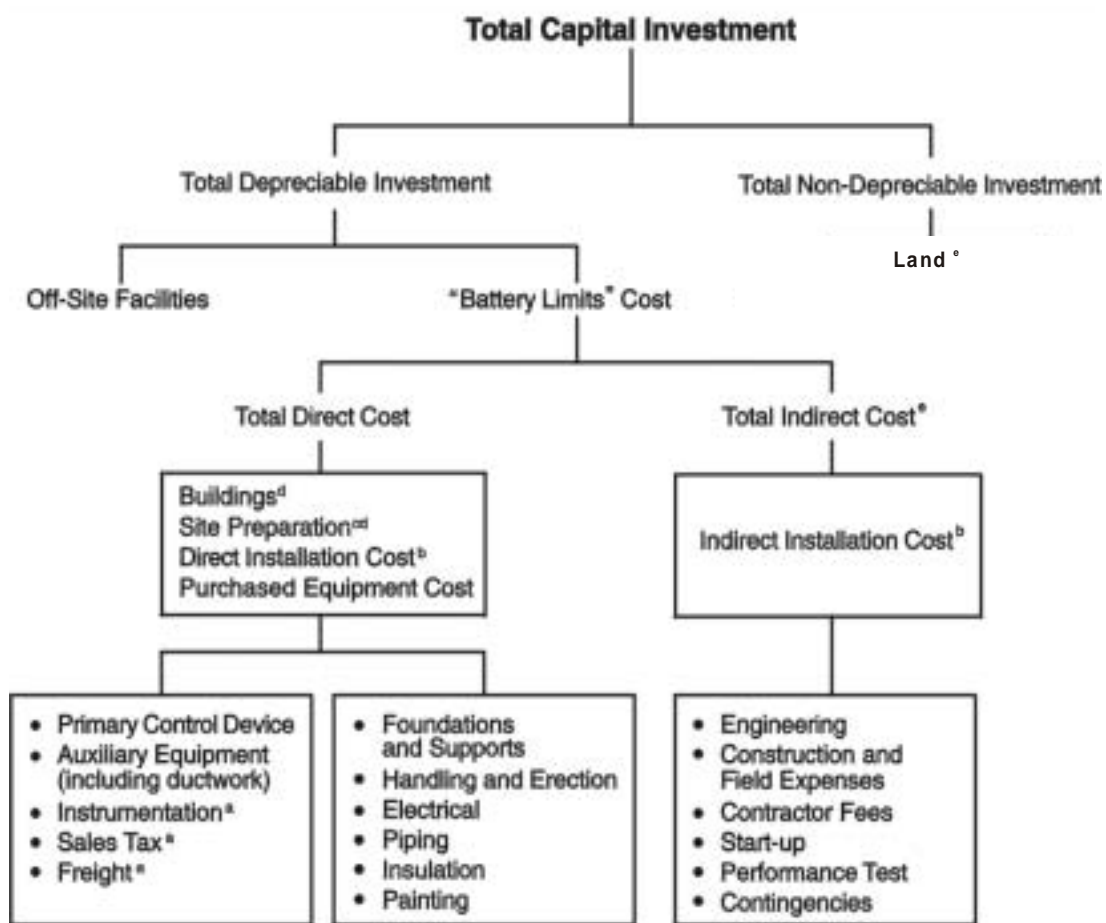 Total Capital Investment
Total Depreciable Investment
Total Non-Depreciable Investment
Land e
Off-Site Facilities
"Battery Limits" Cost
Total Direct Cost
Total Indirect Cost e
Buildings d
Site Preparation cd
Direct Installation Cost b
Purchased Equipment Cost
Indirect Installation Cost b
• Primary Control Device
• Auxiliary Equipment
(including ductwork)
• Instrumentation a
• Sales Tax a
• Freight a
• Foundations
and Supports
• Handling and Erection
• Electrical
• Piping
• Insulation
• Painting
• Engineering
• Construction and
Field Expenses
• Contractor Fees
• Start-up
• Performance Test
• Contingencies